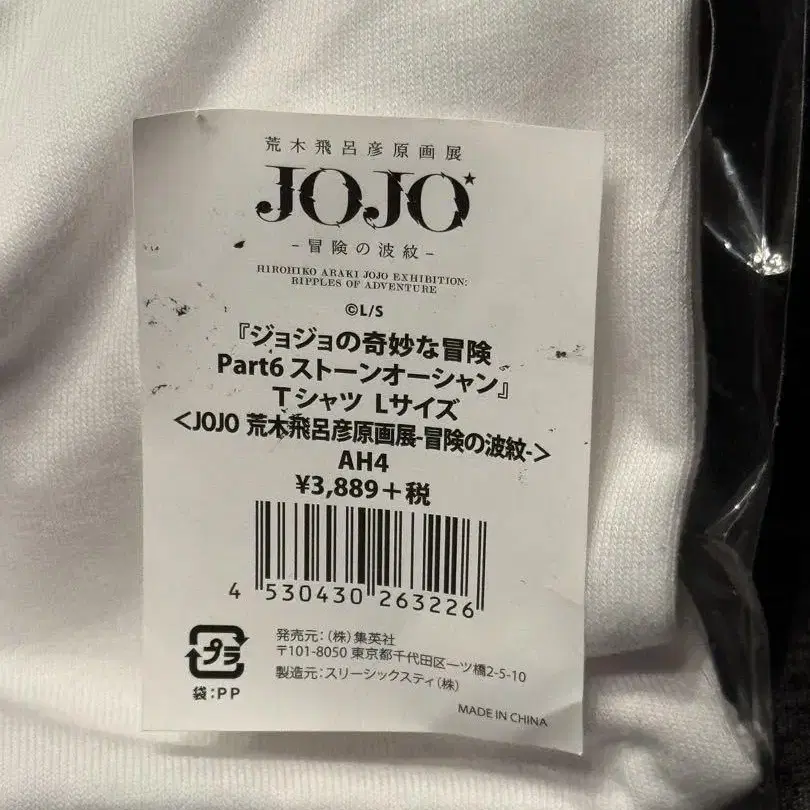 荒木飛呂彦原画展
JOJO
-冒険の波紋-
HIROHIKO ARAKI JOJO EXHIBITION:
RIPPLES OF ADVENTURE
©L/S
『ジョジョの奇妙な冒険
Part6 ストーンオーシャン』
Tシャツ Lサイズ
<JOJO 荒木飛呂彦原画展-冒険の波紋->
AH4
¥3,889+税
4 530430 263226
プラ
袋:PP
発売元:(株)集英社
〒101-8050 東京都千代田区一ツ橋2-5-10
製造元:スリーシックスティ(株)
MADE IN CHINA